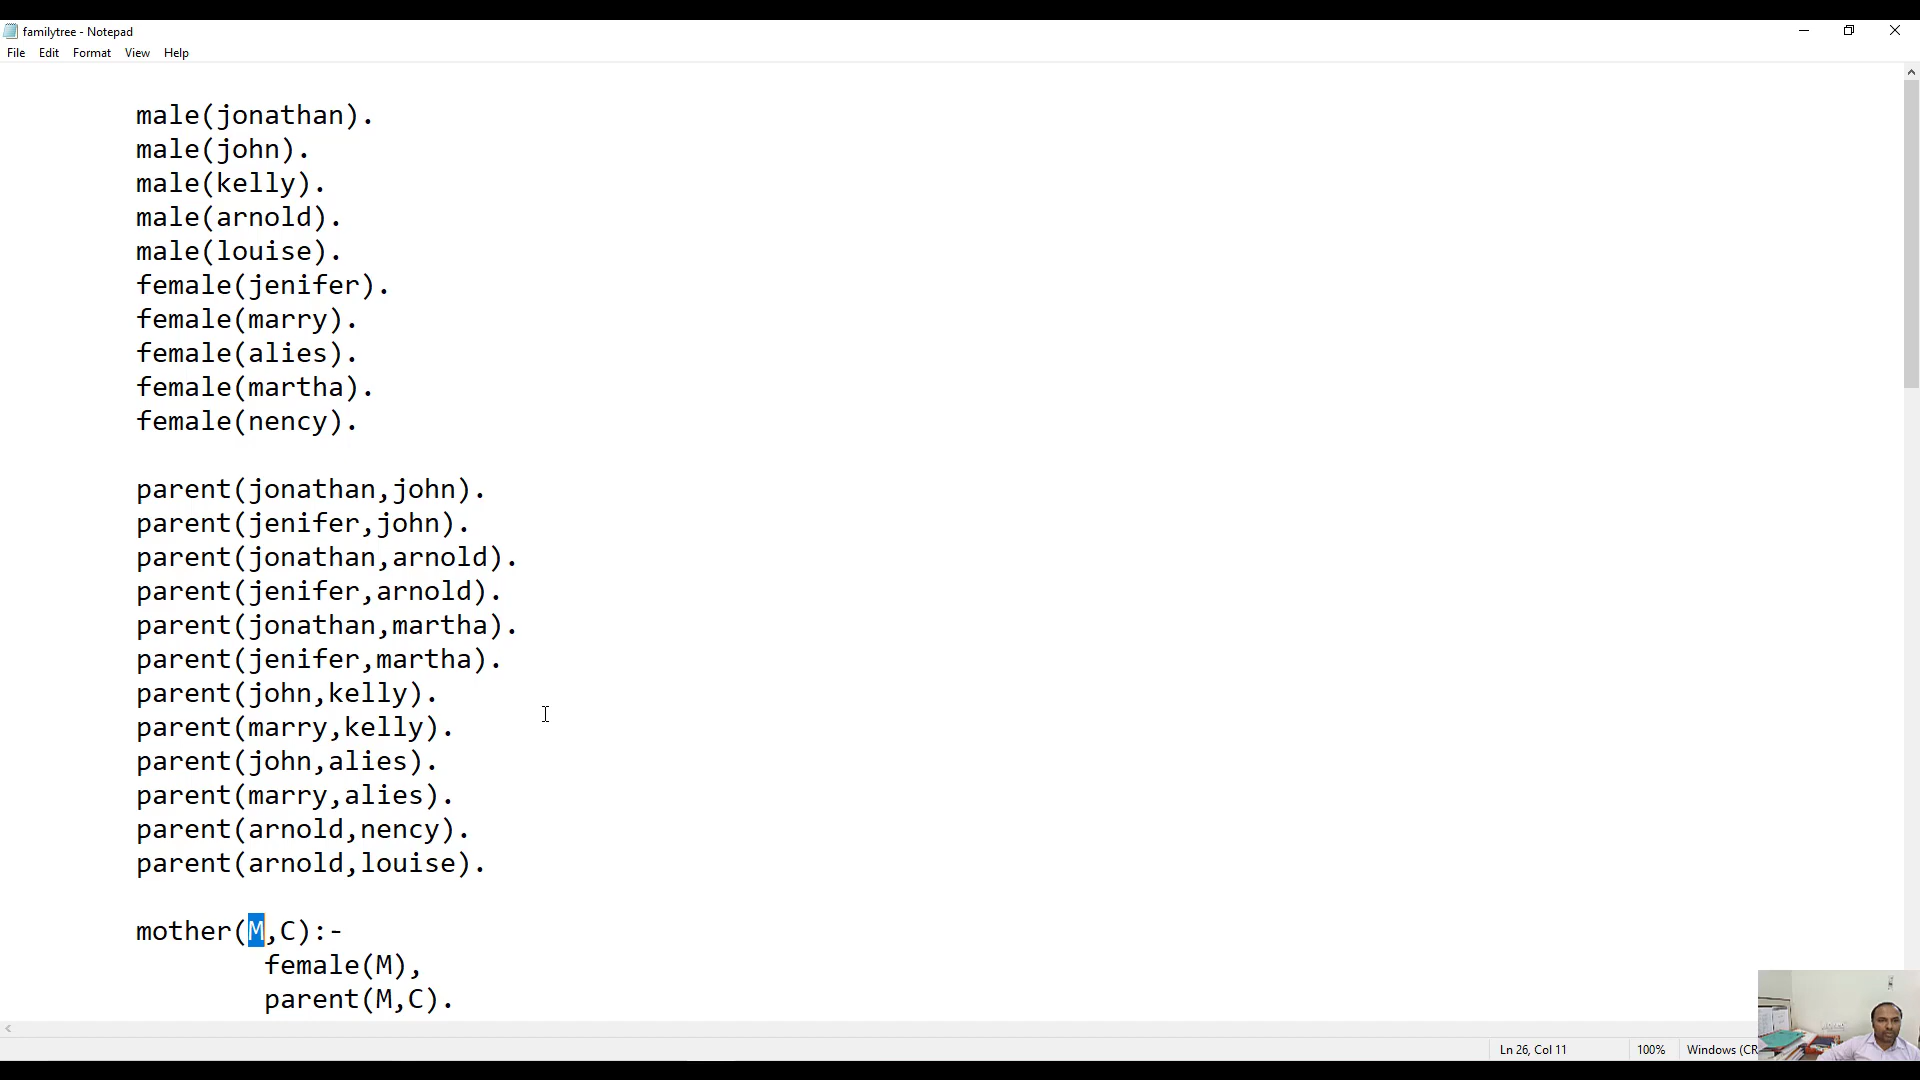 familytree - Notepad
File Edit Format View Help
male(jonathan).
male(john).
male(kelly).
male(arnold).
male(louise).
female(jenifer).
female(marry).
female(alies).
female(martha).
female(nency).
parent(jonathan,john).
parent(jenifer,john).
parent(jonathan,arnold).
parent(jenifer,arnold).
parent(jonathan,martha).
parent(jenifer,martha).
parent(john,kelly).
parent(marry,kelly).
parent(john,alies).
parent(marry,alies).
parent(arnold,nency).
parent(arnold,louise).
mother(M,C):-
female(M),
parent(M,C).
Ln 26, Col 11 100% Windows (CR